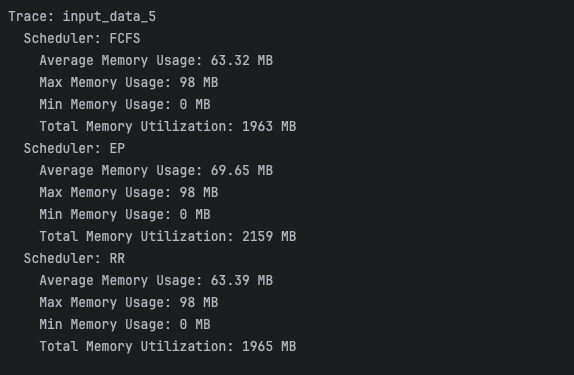 Trace: input_data_5
Scheduler: FCFS
Average Memory Usage: 63.32 MB
Max Memory Usage: 98 MB
Min Memory Usage: 0 MB
Total Memory Utilization: 1963 MB
Scheduler: EP
Average Memory Usage: 69.65 MB
Max Memory Usage: 98 MB
Min Memory Usage: 0 MB
Total Memory Utilization: 2159 MB
Scheduler: RR
Average Memory Usage: 63.39 MB
Max Memory Usage: 98 MB
Min Memory Usage: 0 MB
Total Memory Utilization: 1965 MB